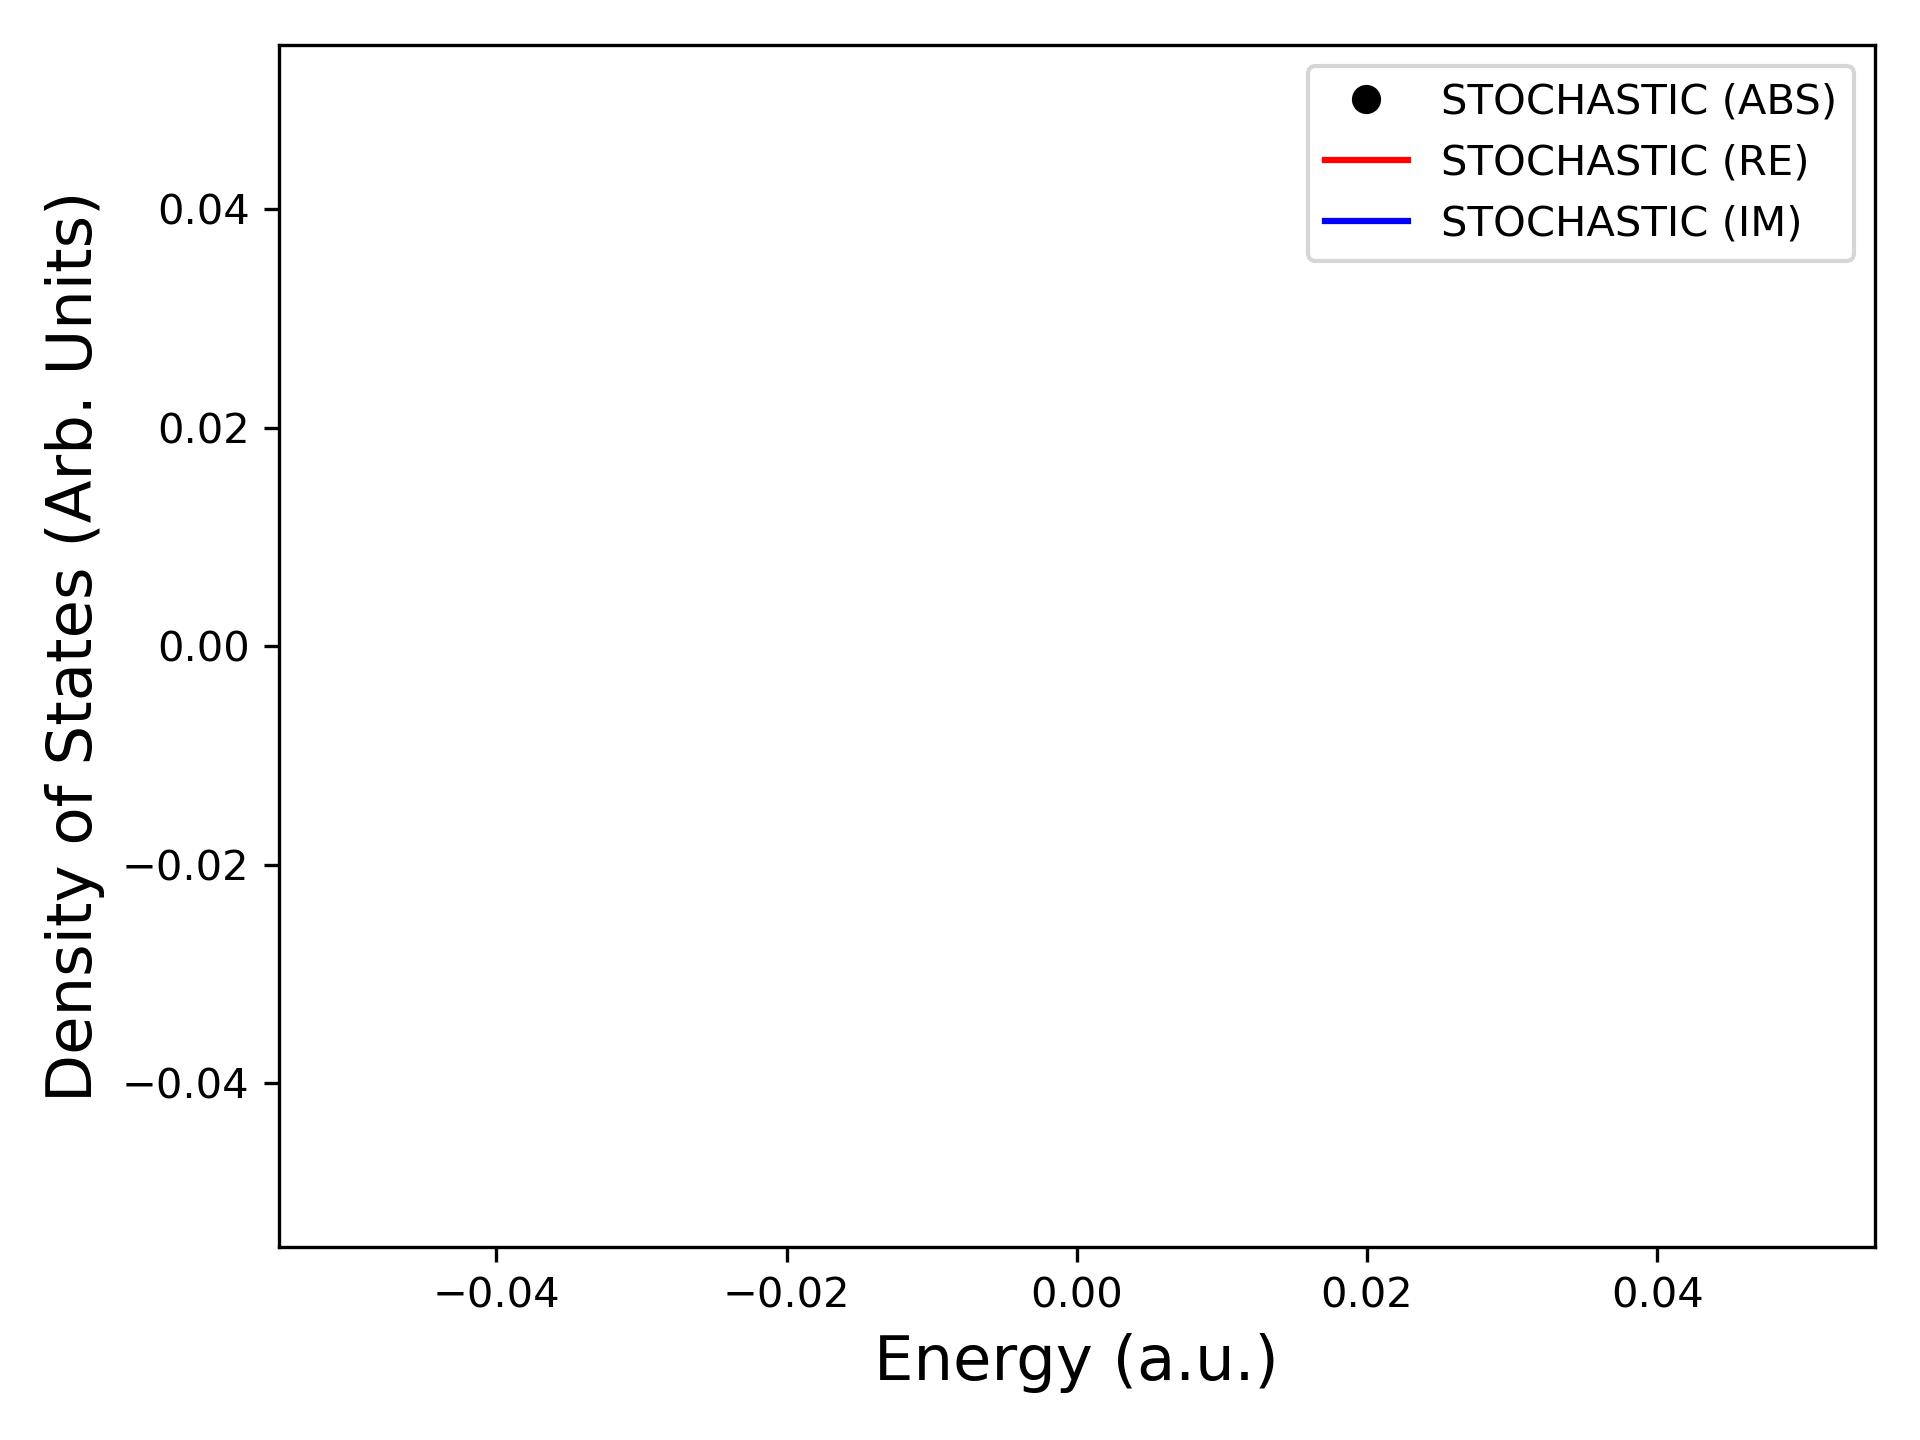 STOCHASTIC (ABS)
STOCHASTIC (RE)
STOCHASTIC (IM)
Density of States (Arb. Units)
0.04
0.02
0.00
−0.02
−0.04
−0.04 −0.02 0.00 0.02 0.04
Energy (a.u.)